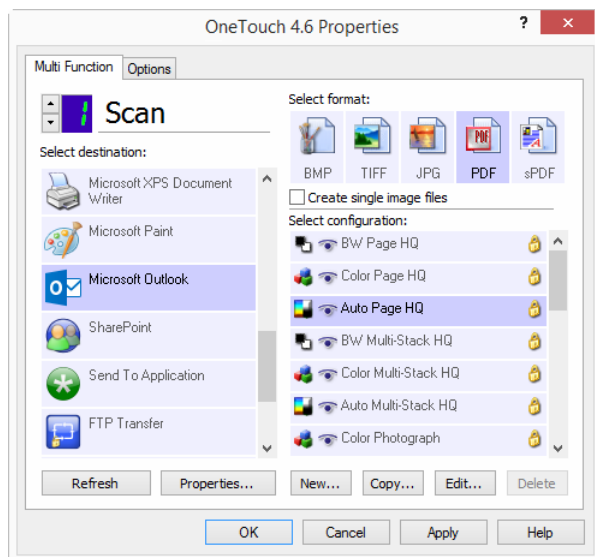 OneTouch 4.6 Properties
?
×
Multi Function
Options
1
Scan
Select destination:
Microsoft XPS Document
Writer
Microsoft Paint
Microsoft Outlook
SharePoint
Send To Application
FTP Transfer
Refresh
Properties...
Select format:
PDF
BMP
TIFF
JPG
PDF
sPDF
Create single image files
Select configuration:
BW Page HQ
Color Page HQ
Auto Page HQ
BW Multi-Stack HQ
Color Multi-Stack HQ
Auto Multi-Stack HQ
Color Photograph
New...
Copy...
Edit...
Delete
OK
Cancel
Apply
Help